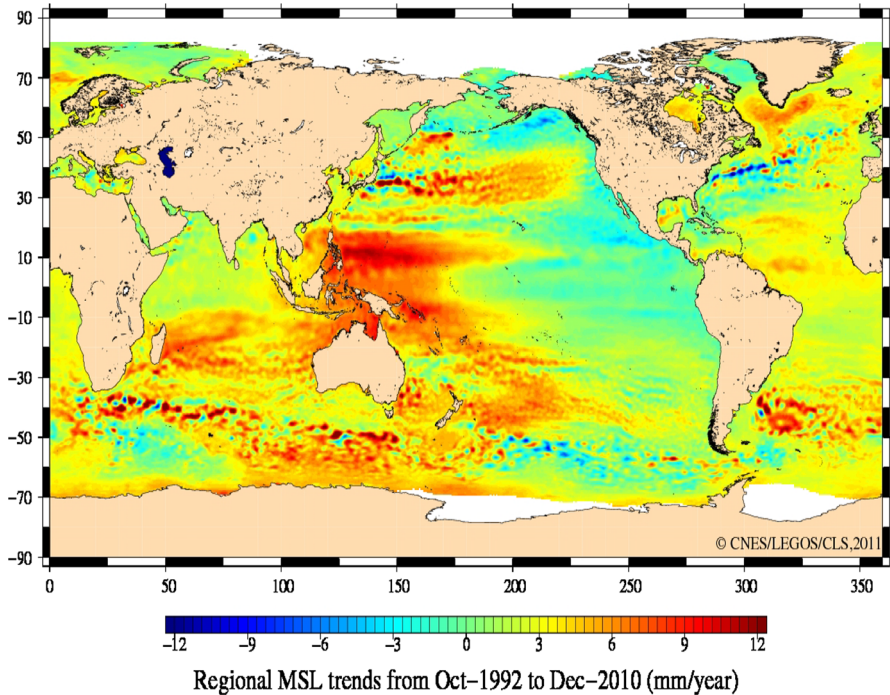 90
70
50
30
10
−10
−30
−50
−70
−90
© CNES/LEGOS/CLS,2011
0 50 100 150 200 250 300 350
−12 −9 −6 −3 0 3 6 9 12
Regional MSL trends from Oct−1992 to Dec−2010 (mm/year)